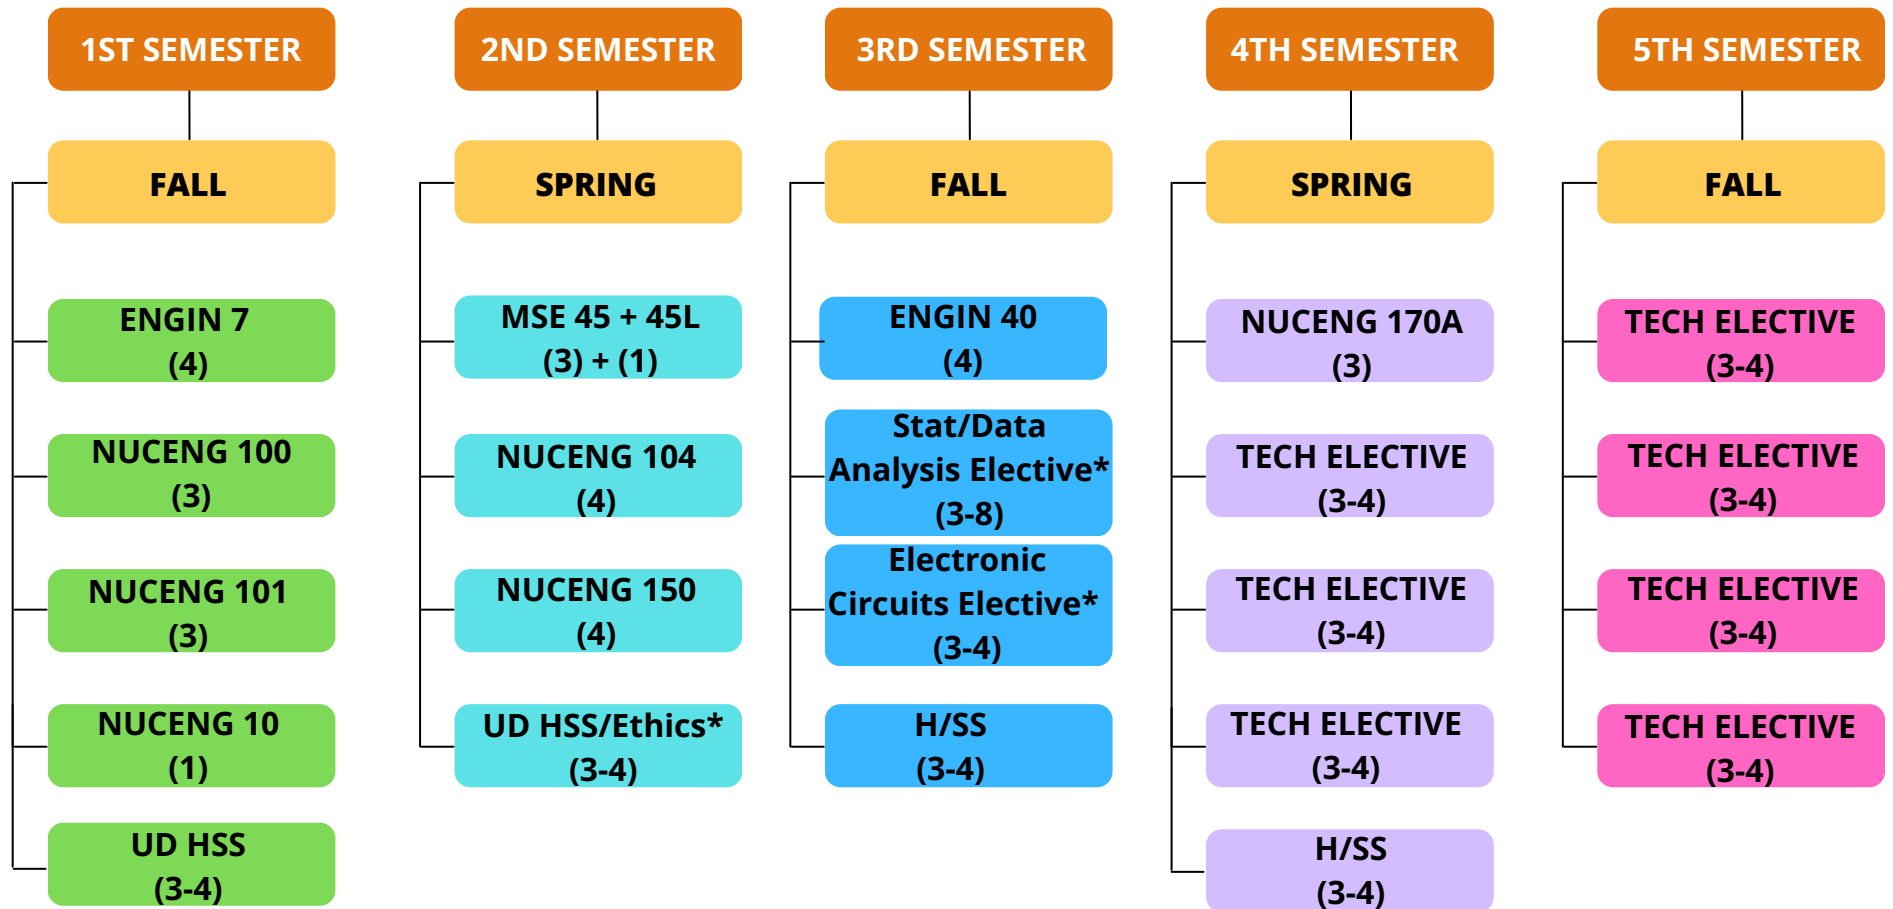 1ST SEMESTER
FALL
ENGIN 7
(4)
NUCENG 100
(3)
NUCENG 101
(3)
NUCENG 10
(1)
UD HSS
(3-4)
2ND SEMESTER
SPRING
MSE 45 + 45L
(3) + (1)
NUCENG 104
(4)
NUCENG 150
(4)
UD HSS/Ethics*
(3-4)
3RD SEMESTER
FALL
ENGIN 40
(4)
Stat/Data
Analysis Elective*
(3-8)
Electronic
Circuits Elective*
(3-4)
H/SS
(3-4)
4TH SEMESTER
SPRING
NUCENG 170A
(3)
TECH ELECTIVE
(3-4)
TECH ELECTIVE
(3-4)
TECH ELECTIVE
(3-4)
H/SS
(3-4)
5TH SEMESTER
FALL
TECH ELECTIVE
(3-4)
TECH ELECTIVE
(3-4)
TECH ELECTIVE
(3-4)
TECH ELECTIVE
(3-4)